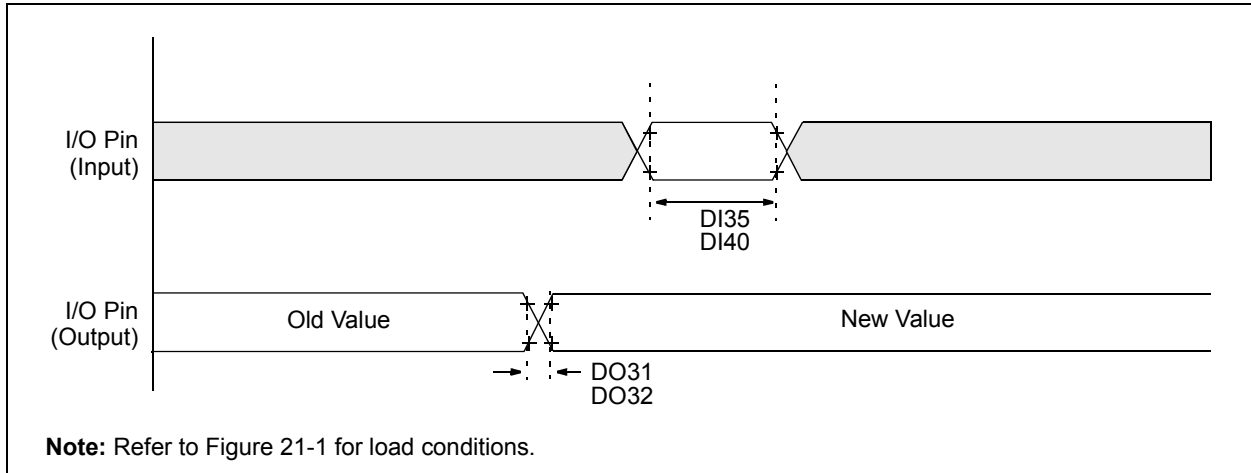 I/O Pin
(Input)
DI35
DI40
I/O Pin
(Output)
Old Value
New Value
DO31
DO32
Note: Refer to Figure 21-1 for load conditions.